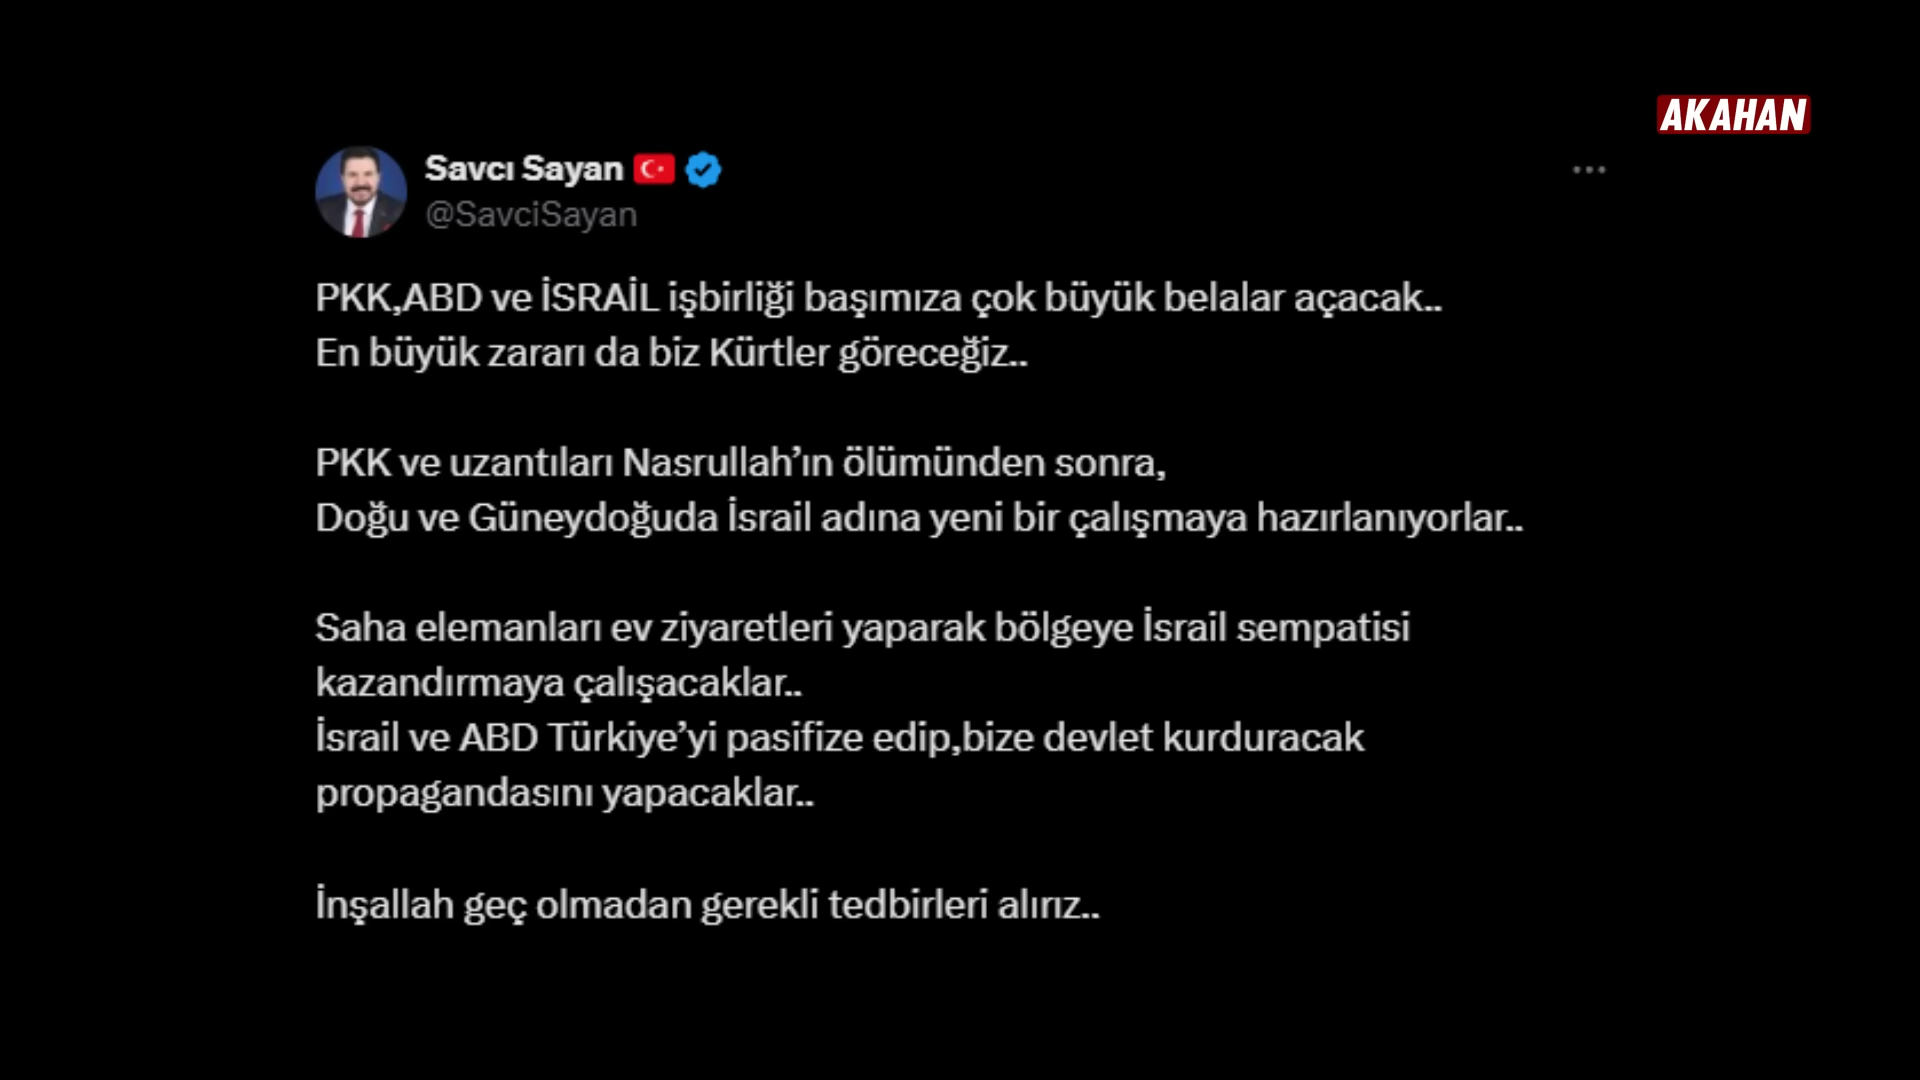 AKAHAN
Savcı Sayan
@SavciSayan
PKK,ABD ve İSRAİL işbirliği başımıza çok büyük belalar açacak..
En büyük zararı da biz Kürtler göreceğiz..
PKK ve uzantıları Nasrullah’ın ölümünden sonra,
Doğu ve Güneydoğuda İsrail adına yeni bir çalışmaya hazırlanıyorlar..
Saha elemanları ev ziyaretleri yaparak bölgeye İsrail sempatisi
kazandırmaya çalışacaklar..
İsrail ve ABD Türkiye’yi pasifize edip,bize devlet kurduracak
propagandasını yapacaklar..
İnşallah geç olmadan gerekli tedbirleri alırız..